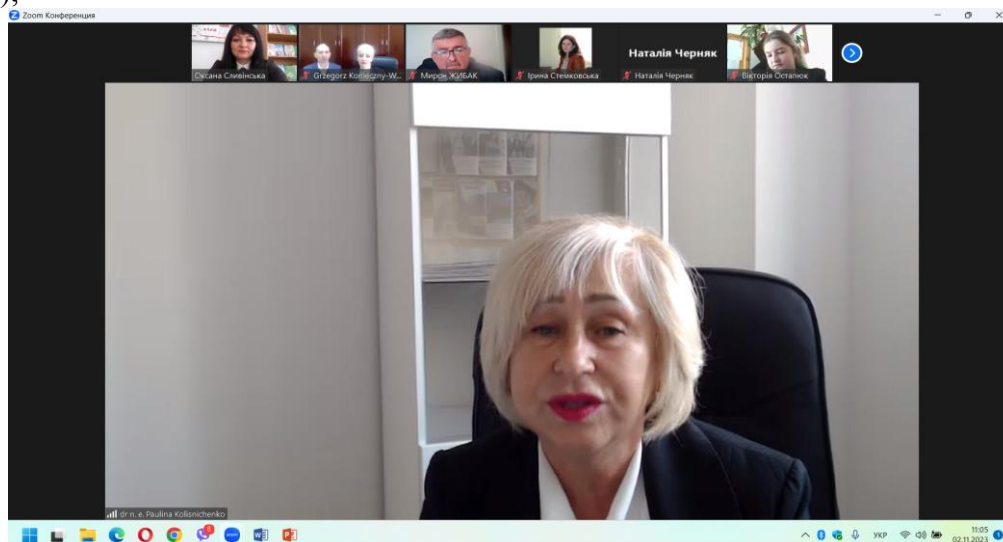 ),
Zoom Конференция
Оксана Сливінська
Grzegorz Konieczny-W...
Мирон ЖИБАК
Ірина Стемковська
Наталія Черняк
Наталія Черняк
Вікторія Остапюк
dr n. e. Paulina Kolisnichenko
zoom
УКР
11:05
02.11.2023